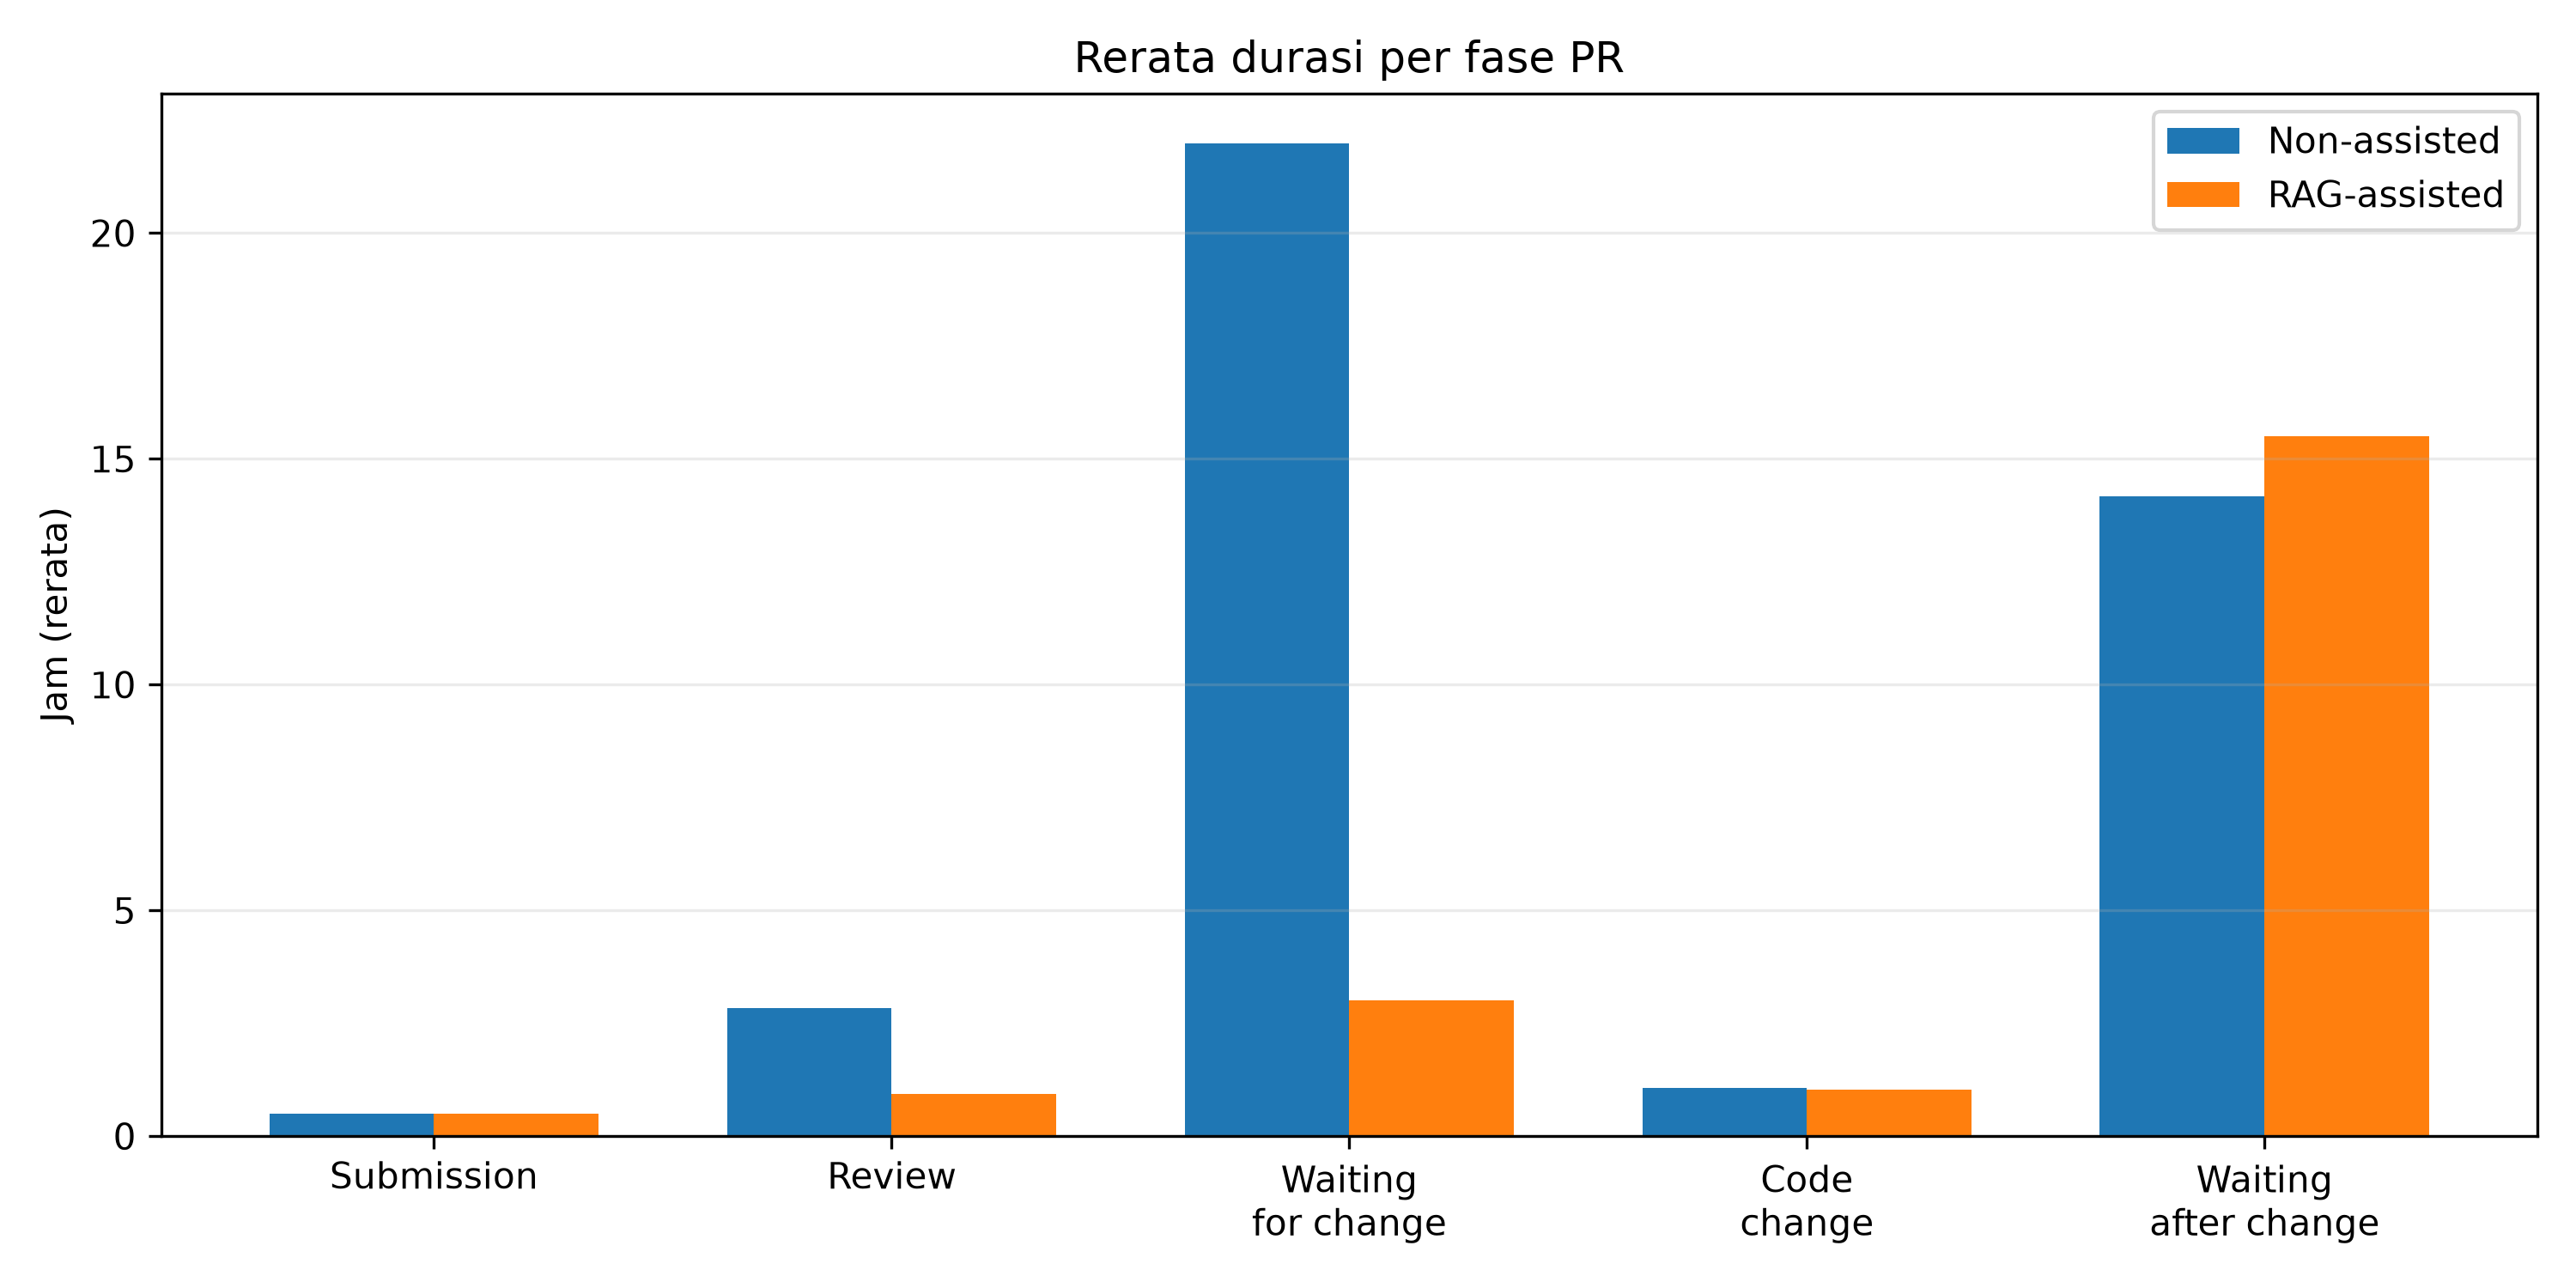 Rerata durasi per fase PR
Non-assisted
RAG-assisted
Jam (rerata)
20
15
10
5
0
Submission
Review
Waiting
for change
Code
change
Waiting
after change